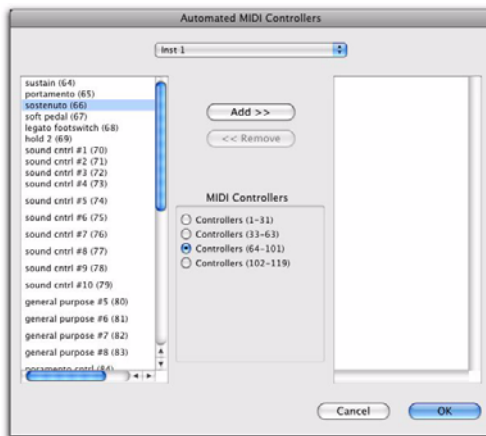 Automated MIDI Controllers
Inst 1
sustain (64)
portamento (65)
sostenuto (66)
soft pedal (67)
legato footswitch (68)
hold 2 (69)
sound cntrl #1 (70)
sound cntrl #2 (71)
sound cntrl #3 (72)
sound cntrl #4 (73)
sound cntrl #5 (74)
sound cntrl #6 (75)
sound cntrl #7 (76)
sound cntrl #8 (77)
sound cntrl #9 (78)
sound cntrl #10 (79)
general purpose #5 (80)
general purpose #6 (81)
general purpose #7 (82)
general purpose #8 (83)
poramento cntrl (84)
Add >>
<< Remove
MIDI Controllers
Controllers (1-31)
Controllers (33-63)
Controllers (64-101)
Controllers (102-119)
Cancel
OK